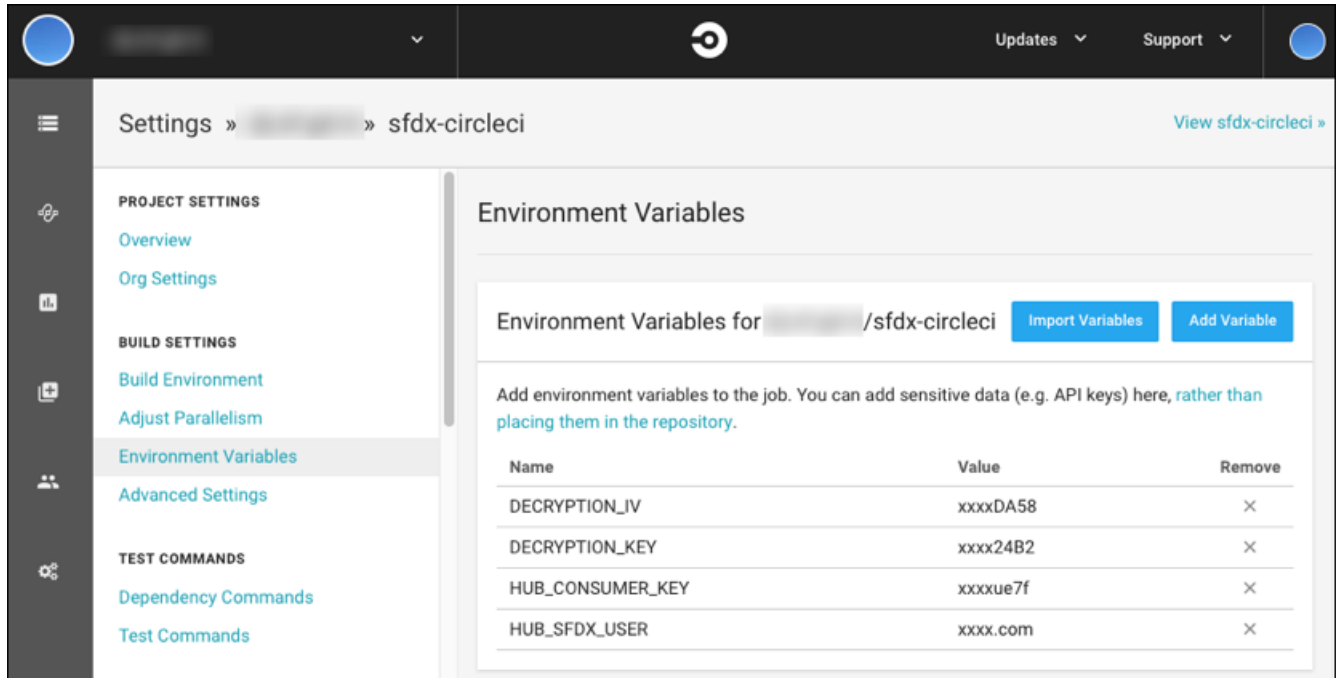 Updates
Support
Settings » » sfdx-circleci
View sfdx-circleci »
PROJECT SETTINGS
Overview
Org Settings
BUILD SETTINGS
Build Environment
Adjust Parallelism
Environment Variables
Advanced Settings
TEST COMMANDS
Dependency Commands
Test Commands
Environment Variables
Environment Variables for /sfdx-circleci
Import Variables
Add Variable
Add environment variables to the job. You can add sensitive data (e.g. API keys) here, rather than
placing them in the repository.
Name Value Remove
DECRYPTION_IV xxxxDA58
DECRYPTION_KEY xxxx24B2
HUB_CONSUMER_KEY xxxxue7f
HUB_SFDX_USER xxxx.com